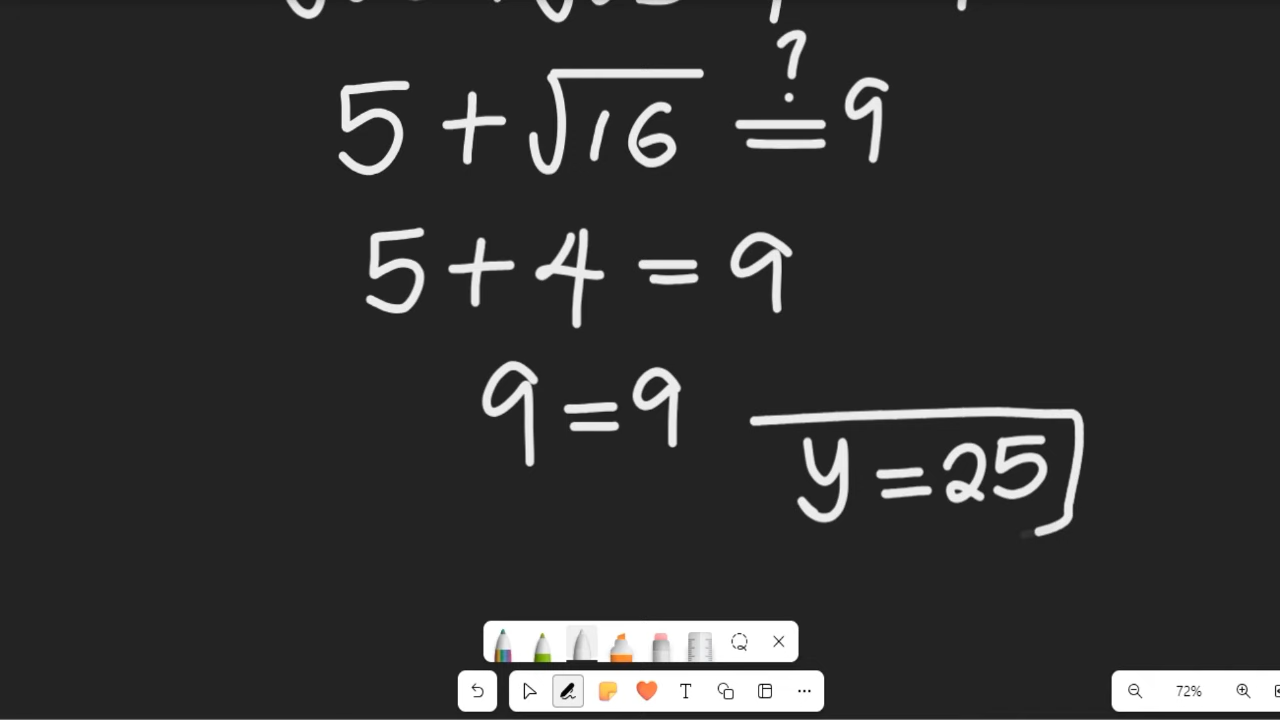 ?
5 + √16 = 9
5 + 4 = 9
9 = 9
y = 25
T
72%